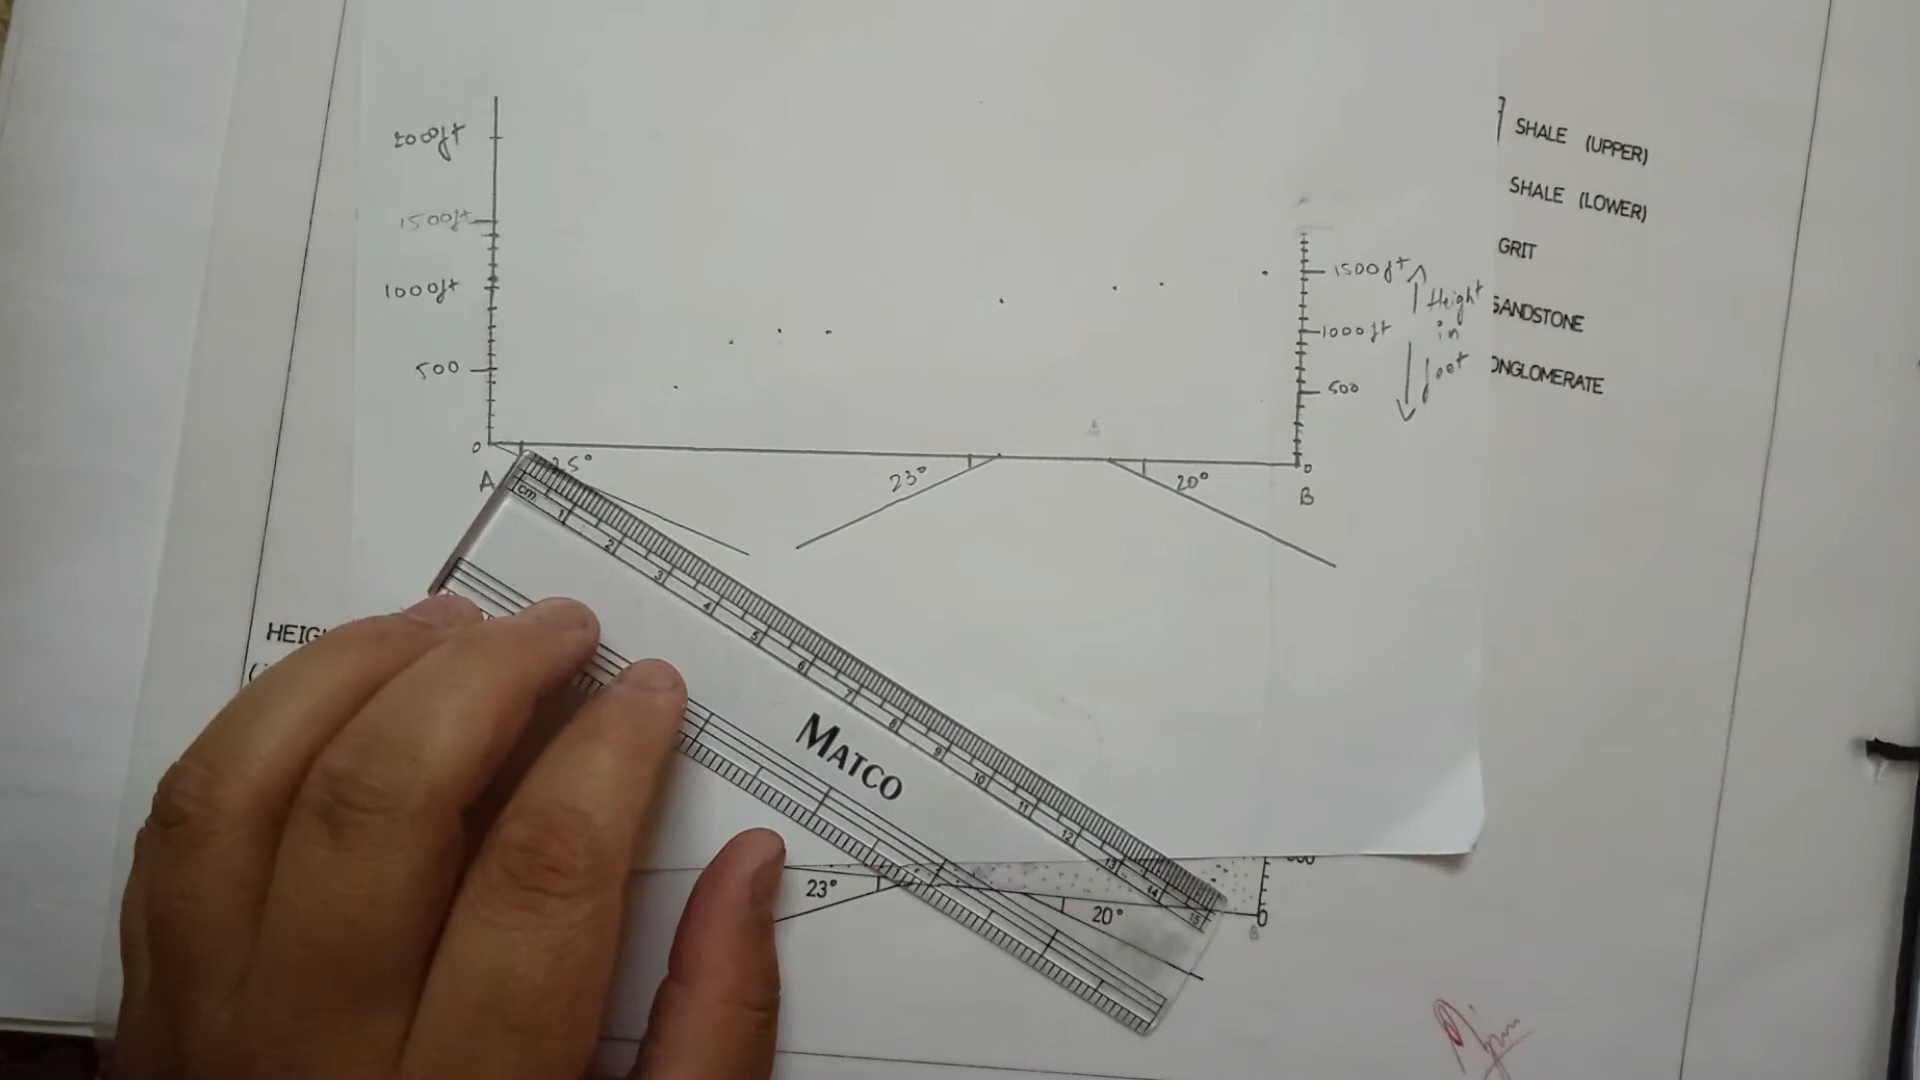 2000ft
1500ft
1000ft
500
0
A
25°
23°
20°
1500ft
1000ft
500
0
B
Height
in
feet
SHALE (UPPER)
SHALE (LOWER)
GRIT
SANDSTONE
ONGLOMERATE
HEIG
cm 1 2 3 4 5 6 7 8 9 10 11 12 13 14 15
MATCO
23°
20°
0
B